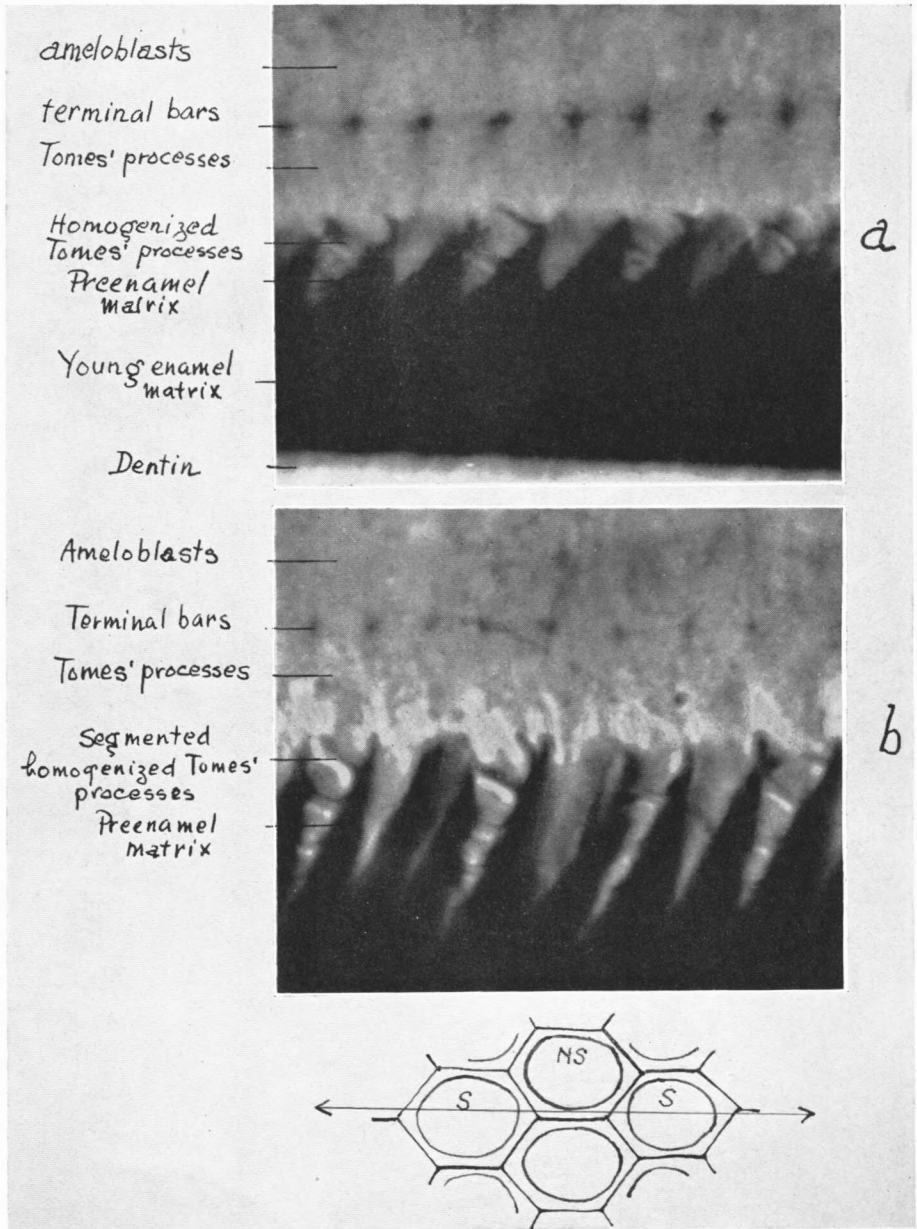 ameloblasts
terminal bars
Tomes' processes
Homogenized
Tomes' processes
Preenamel
matrix
Young enamel
matrix
Dentin
a
Ameloblasts
Terminal bars
Tomes' processes
Segmented
homogenized Tomes'
processes
Preenamel
matrix
b
NS
S
S